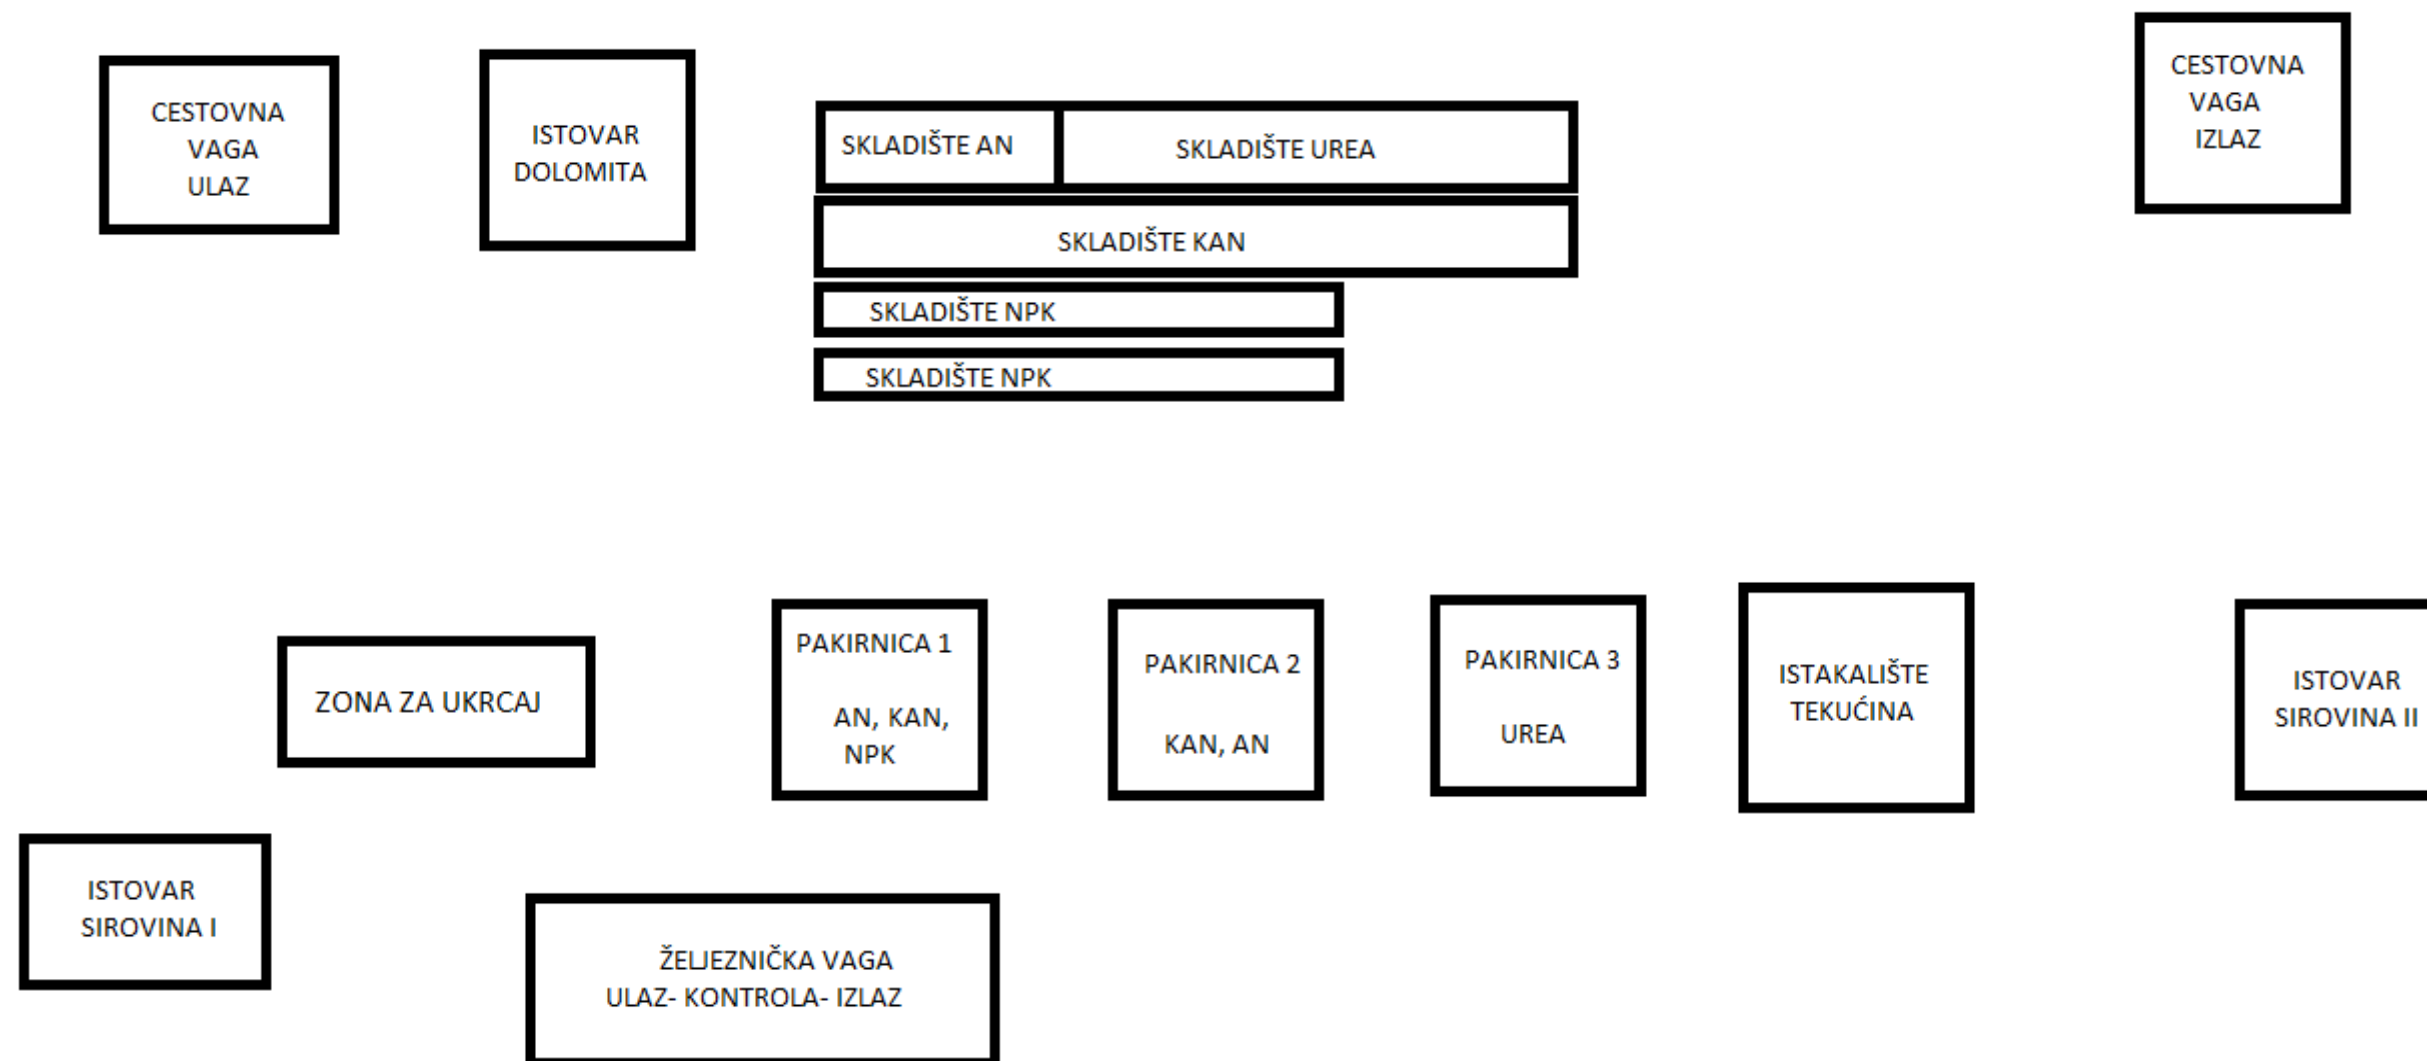 CESTOVNA
VAGA
ULAZ
ISTOVAR
DOLOMITA
SKLADIŠTE AN
SKLADIŠTE UREA
SKLADIŠTE KAN
SKLADIŠTE NPK
SKLADIŠTE NPK
CESTOVNA
VAGA
IZLAZ
ZONA ZA UKRCAJ
PAKIRNICA 1
AN, KAN,
NPK
PAKIRNICA 2
KAN, AN
PAKIRNICA 3
UREA
ISTAKALIŠTE
TEKUĆINA
ISTOVAR
SIROVINA II
ISTOVAR
SIROVINA I
ŽELJEZNIČKA VAGA
ULAZ- KONTROLA- IZLAZ